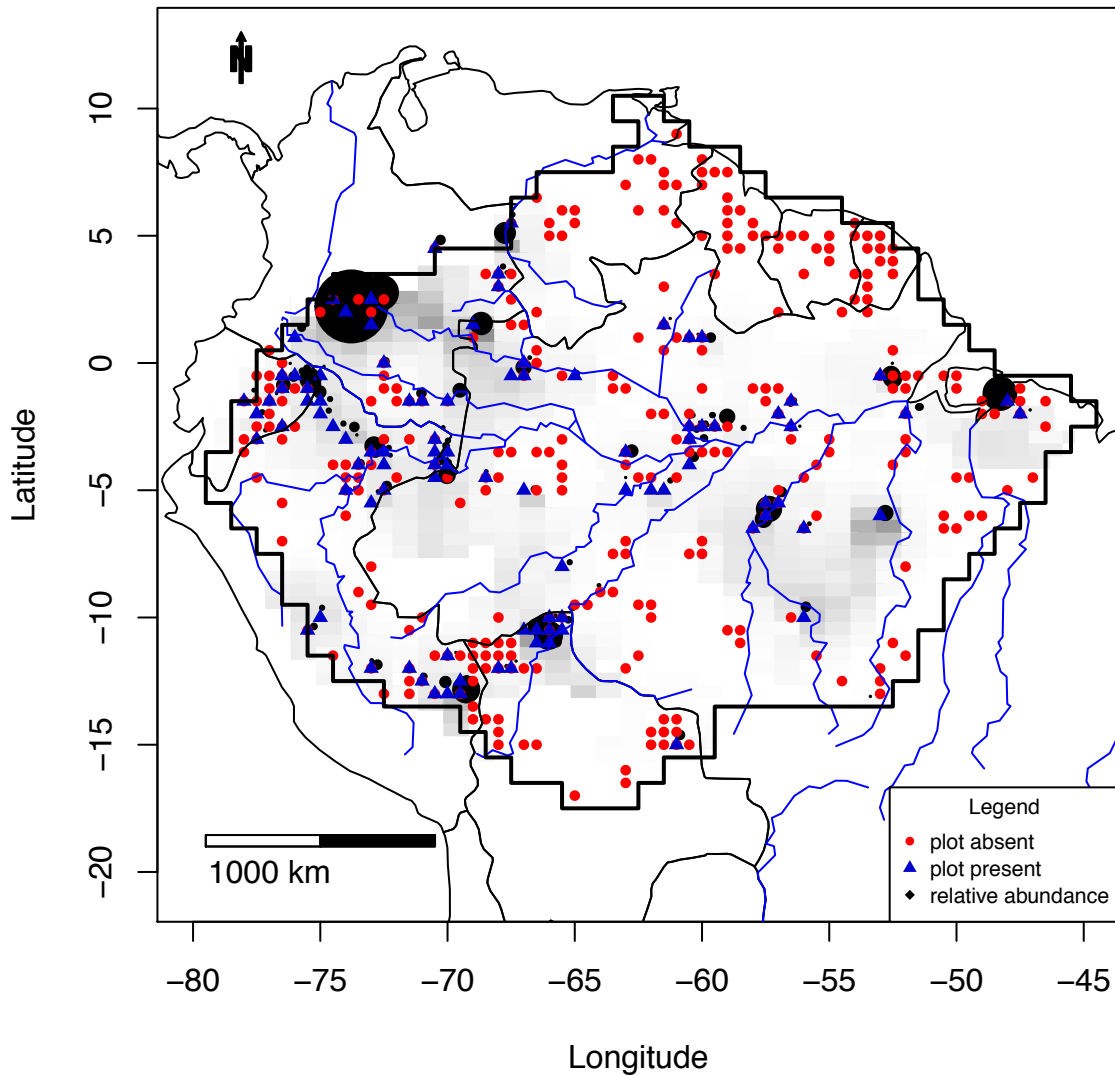 N
10
5
0
−5
−10
−15
−20
Latitude
1000 km
Legend
plot absent
plot present
relative abundance
−80 −75 −70 −65 −60 −55 −50 −45
Longitude